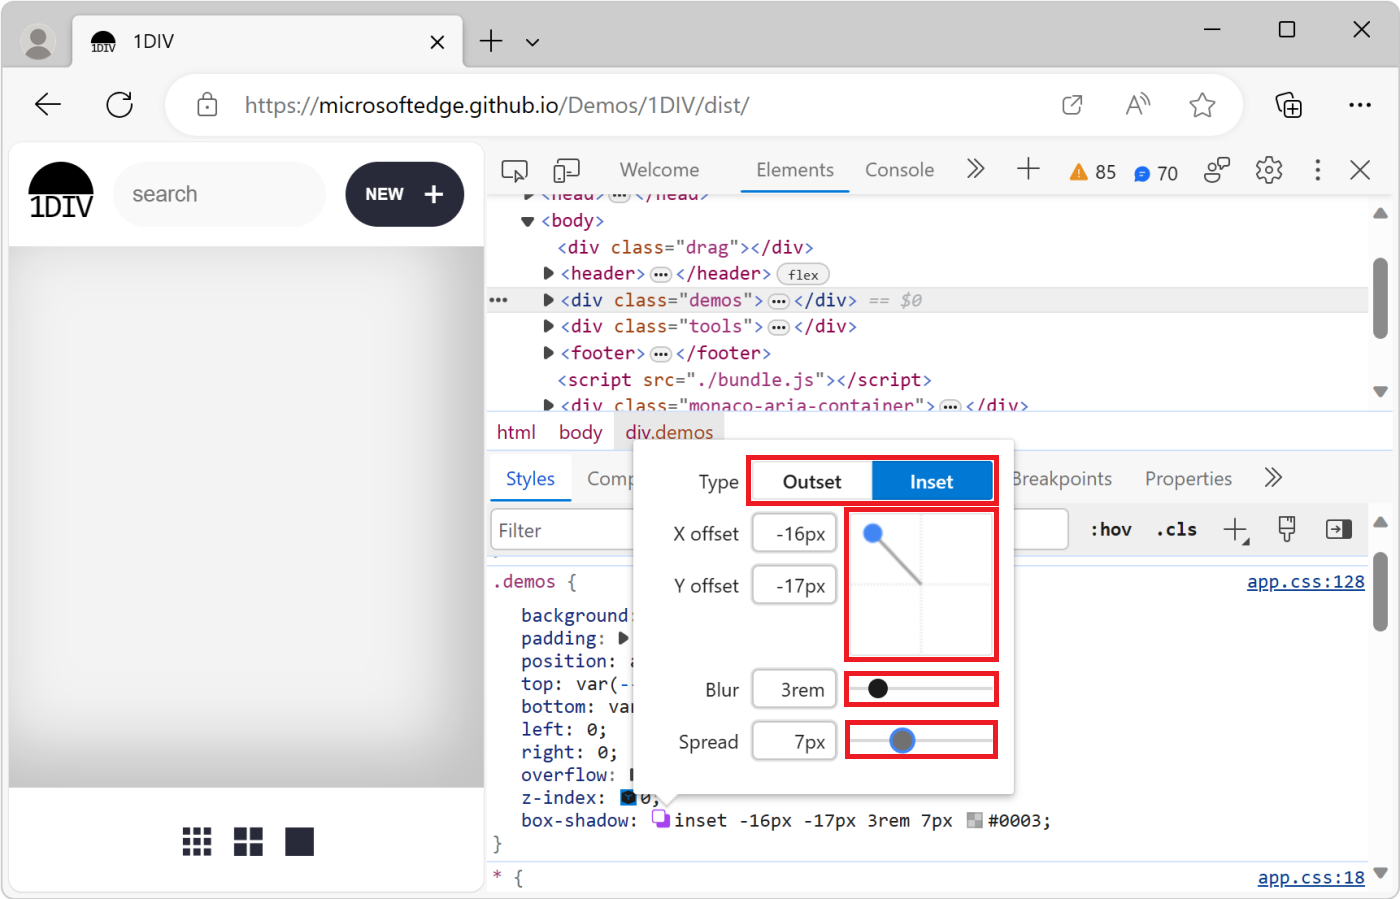 1DIV
1DIV
https://microsoftedge.github.io/Demos/1DIV/dist/
1DIV
search
NEW +
Welcome
Elements
Console
85
70
<head> ••• </head>
<body>
<div class="drag"></div>
<header> ••• </header> flex
••• <div class="demos"> ••• </div> == $0
<div class="tools"> ••• </div>
<footer> ••• </footer>
<script src="./bundle.js"></script>
<div class="monaco-aria-container"> ••• </div>
html body div.demos
Styles
Comp
Breakpoints
Properties
Filter
:hov .cls
Type Outset Inset
X offset -16px
Y offset -17px
Blur 3rem
Spread 7px
.demos { app.css:128
background:
padding:
position: a
top: var(--
bottom: var
left: 0;
right: 0;
overflow:
z-index: 0;
box-shadow: inset -16px -17px 3rem 7px #0003;
}
* { app.css:18